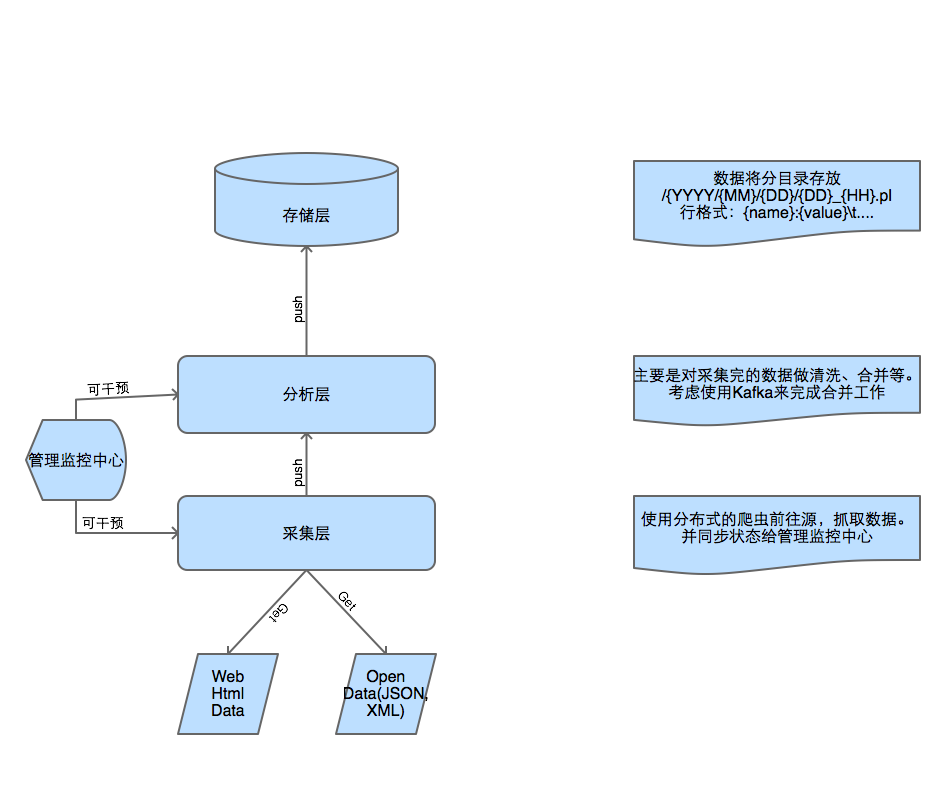 存储层
数据将分目录存放
/{YYYY/{MM}/{DD}/{DD}_{HH}.pl
行格式：{name}:{value}\t....
push
分析层
主要是对采集完的数据做清洗、合并等。
考虑使用Kafka来完成合并工作
可干预
管理监控中心
push
可干预
采集层
使用分布式的爬虫前往源，抓取数据。
并同步状态给管理监控中心
Get
Get
Web
Html
Data
Open
Data(JSON,
XML)